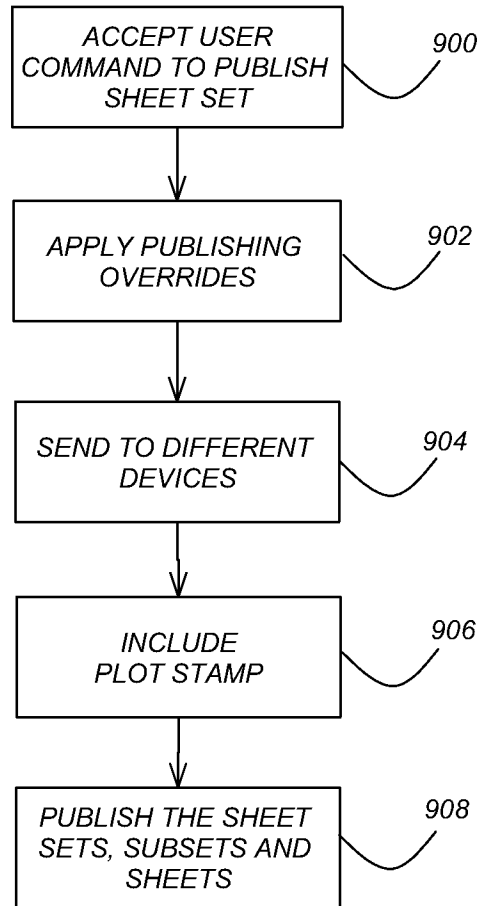 ACCEPT USER
COMMAND TO PUBLISH
SHEET SET
900
APPLY PUBLISHING
OVERRIDES
902
SEND TO DIFFERENT
DEVICES
904
INCLUDE
PLOT STAMP
906
PUBLISH THE SHEET
SETS, SUBSETS AND
SHEETS
908